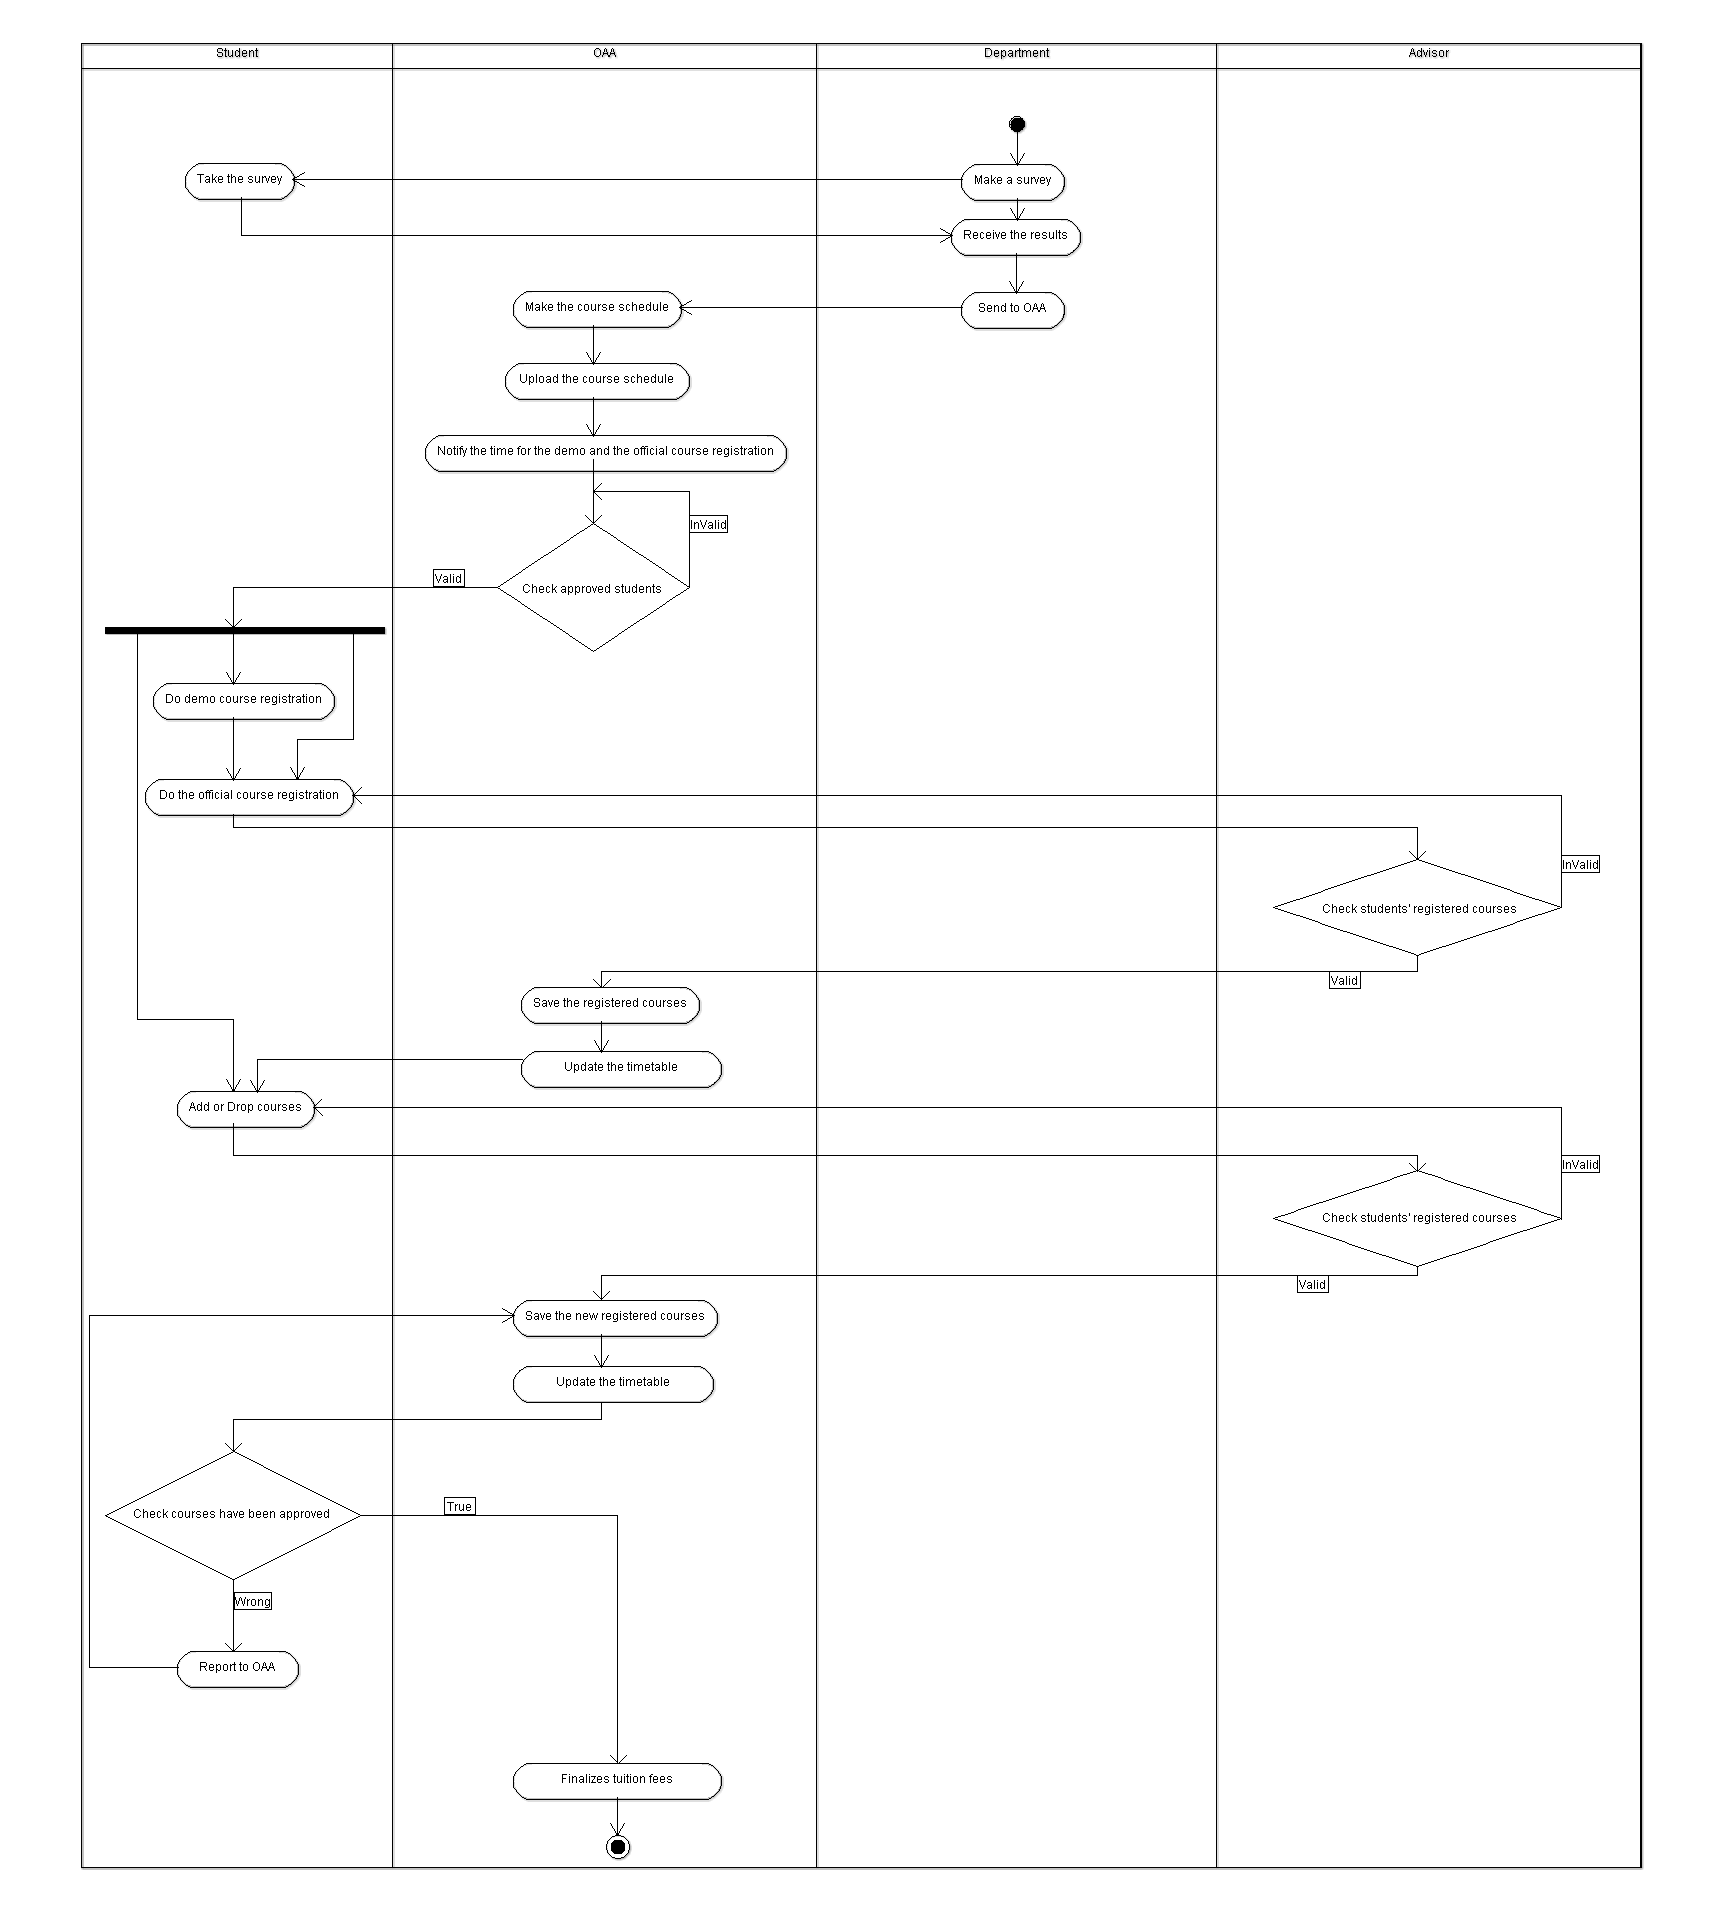 Student
OAA
Department
Advisor
Take the survey
Make a survey
Receive the results
Make the course schedule
Send to OAA
Upload the course schedule
Notify the time for the demo and the official course registration
InValid
Valid
Check approved students
Do demo course registration
Do the official course registration
InValid
Check students' registered courses
Valid
Save the registered courses
Update the timetable
Add or Drop courses
InValid
Check students' registered courses
Valid
Save the new registered courses
Update the timetable
True
Check courses have been approved
Wrong
Report to OAA
Finalizes tuition fees